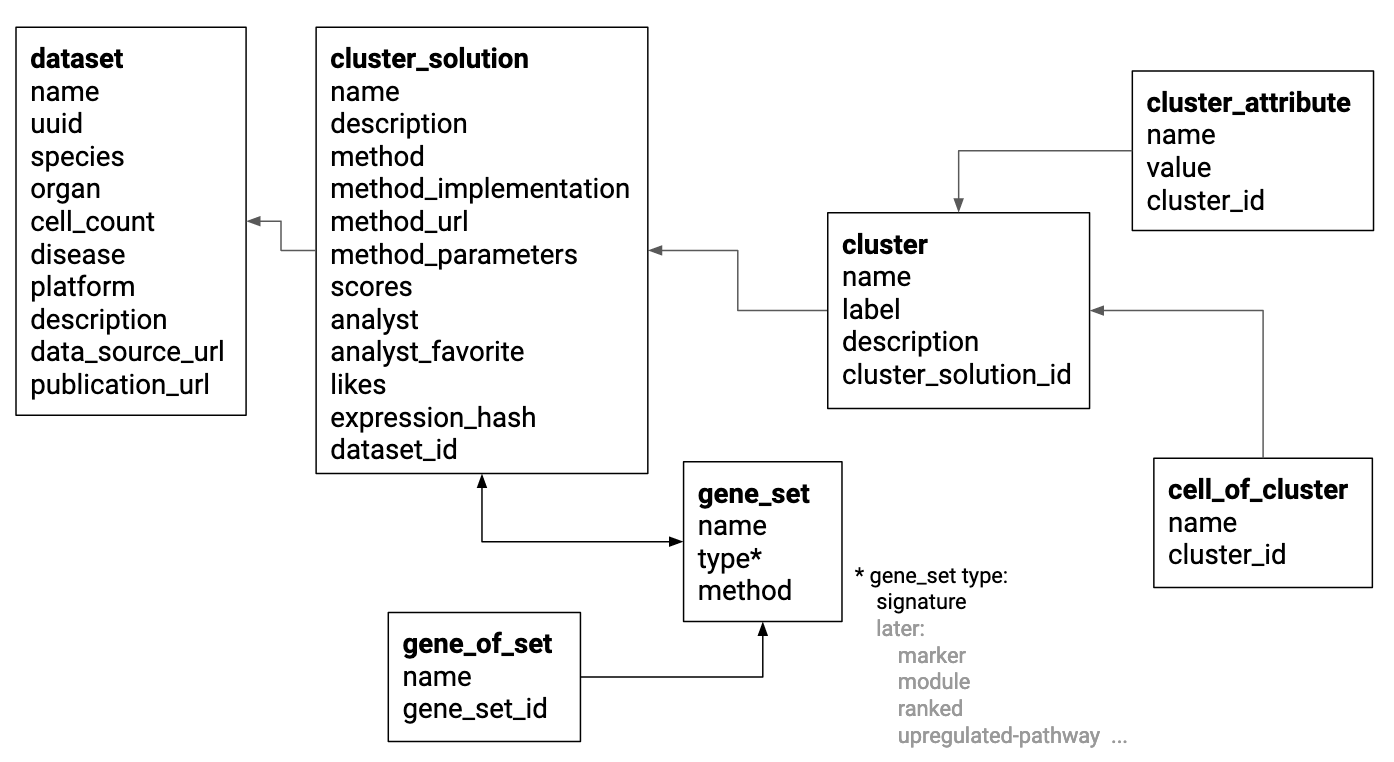 dataset
name
uuid
species
organ
cell_count
disease
platform
description
data_source_url
publication_url
cluster_solution
name
description
method
method_implementation
method_url
method_parameters
scores
analyst
analyst_favorite
likes
expression_hash
dataset_id
cluster_attribute
name
value
cluster_id
cluster
name
label
description
cluster_solution_id
cell_of_cluster
name
cluster_id
gene_set
name
type*
method
gene_of_set
name
gene_set_id
* gene_set type:
signature
later:
marker
module
ranked
upregulated-pathway ...